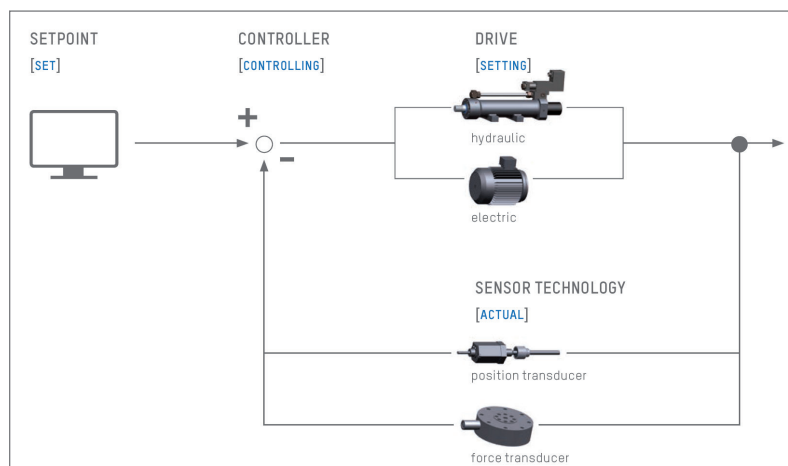 SETPOINT
[SET]
CONTROLLER
[CONTROLLING]
DRIVE
[SETTING]
+
−
hydraulic
electric
SENSOR TECHNOLOGY
[ACTUAL]
position transducer
force transducer